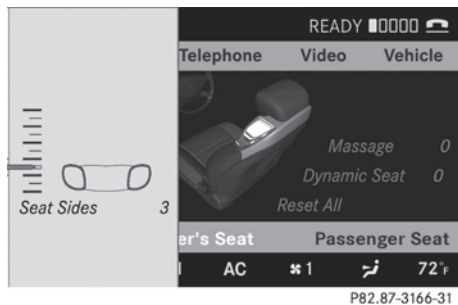 READY
Telephone Video Vehicle
Massage 0
Dynamic Seat 0
Seat Sides 3
Reset All
er's Seat Passenger Seat
AC 1 72°F
P82.87-3166-31